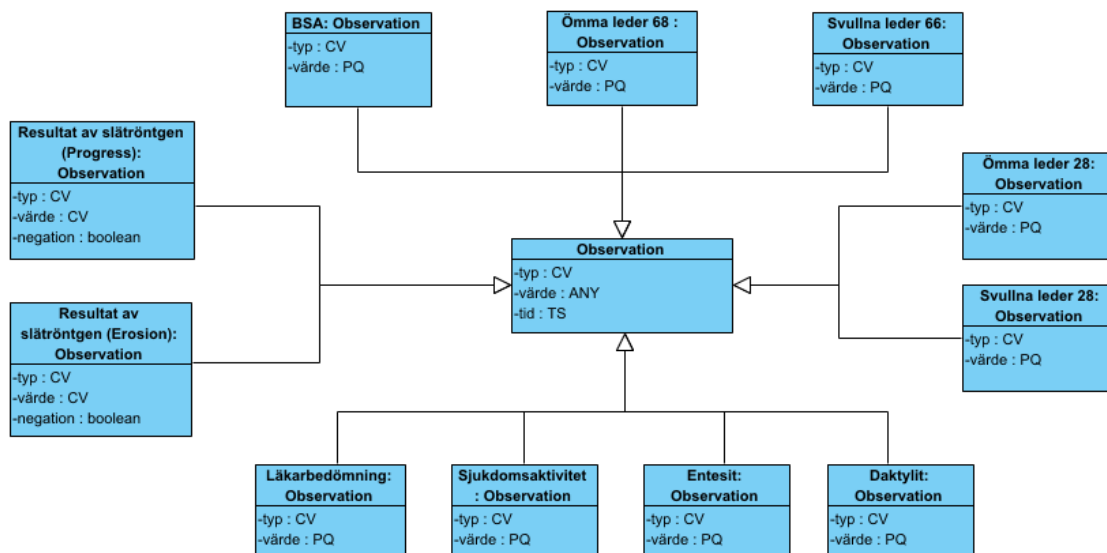 BSA: Observation
-typ : CV
-värde : PQ
Ömma leder 68 :
Observation
-typ : CV
-värde : PQ
Svullna leder 66:
Observation
-typ : CV
-värde : PQ
Resultat av slätröntgen
(Progress):
Observation
-typ : CV
-värde : CV
-negation : boolean
Ömma leder 28:
Observation
-typ : CV
-värde : PQ
Observation
-typ : CV
-värde : ANY
-tid : TS
Resultat av
slätröntgen (Erosion):
Observation
-typ : CV
-värde : CV
-negation : boolean
Svullna leder 28:
Observation
-typ : CV
-värde : PQ
Läkarbedömning:
Observation
-typ : CV
-värde : PQ
Sjukdomsaktivitet
: Observation
-typ : CV
-värde : PQ
Entesit:
Observation
-typ : CV
-värde : PQ
Daktylit:
Observation
-typ : CV
-värde : PQ